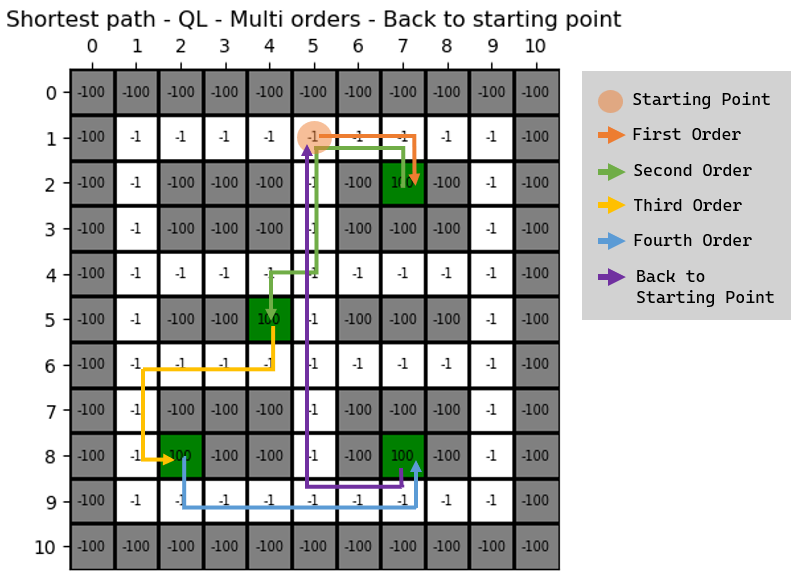 Shortest path - QL - Multi orders - Back to starting point
0 1 2 3 4 5 6 7 8 9 10
0 -100 -100 -100 -100 -100 -100 -100 -100 -100 -100 -100
1 -100 -1 -1 -1 -1 -1 -1 -1 -1 -1 -100
2 -100 -1 -100 -100 -100 -1 -100 100 -100 -1 -100
3 -100 -1 -100 -100 -100 -1 -100 -100 -100 -1 -100
4 -100 -1 -1 -1 -1 -1 -1 -1 -1 -1 -100
5 -100 -1 -100 -100 100 -1 -100 -100 -100 -1 -100
6 -100 -1 -1 -1 -1 -1 -1 -1 -1 -1 -100
7 -100 -1 -100 -100 -100 -1 -100 -100 -100 -1 -100
8 -100 -1 100 -100 -100 -1 -100 100 -100 -1 -100
9 -100 -1 -1 -1 -1 -1 -1 -1 -1 -1 -100
10 -100 -100 -100 -100 -100 -100 -100 -100 -100 -100 -100
Starting Point
First Order
Second Order
Third Order
Fourth Order
Back to
Starting Point